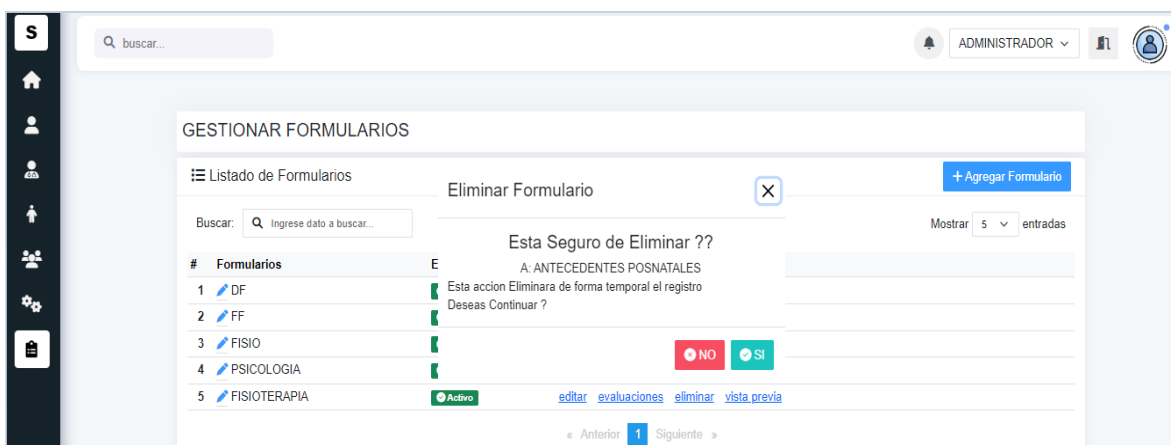 S
buscar...
ADMINISTRADOR
GESTIONAR FORMULARIOS
Listado de Formularios
+ Agregar Formulario
Eliminar Formulario
Buscar: Ingrese dato a buscar...
Mostrar 5 entradas
Esta Seguro de Eliminar ??
A: ANTECEDENTES POSNATALES
Esta accion Eliminara de forma temporal el registro
Deseas Continuar ?
NO SI
# Formularios E
1 DF
2 FF
3 FISIO
4 PSICOLOGIA
5 FISIOTERAPIA Activo editar evaluaciones eliminar vista previa
« Anterior 1 Siguiente »